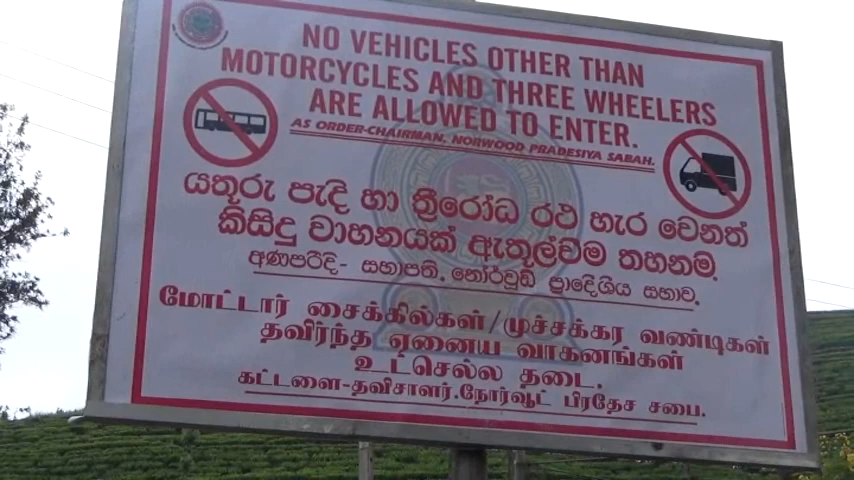 NO VEHICLES OTHER THAN
MOTORCYCLES AND THREE WHEELERS
ARE ALLOWED TO ENTER.
AS ORDER-CHAIRMAN, NORWOOD PRADESIYA SABAH.
යතුරු පැදි හා ත්‍රීරෝධ රථ හැර වෙනත්
කිසිදු වාහනයක් ඇතුල්වම තහනම්
අණපරිදි- සභාපති, නෝර්වුඩ් ප්‍රාදේශීය සභාව.
மோட்டார் சைக்கில்கள்/முச்சக்கர வண்டிகள்
தவிர்ந்த ஏனைய வாகனங்கள்
உட்செல்ல தடை.
கட்டளை-தவிசாளர்.நோர்வூட் பிரதேச சபை.